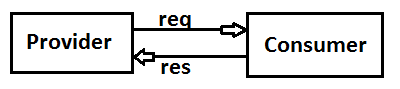 req
Provider
Consumer
res